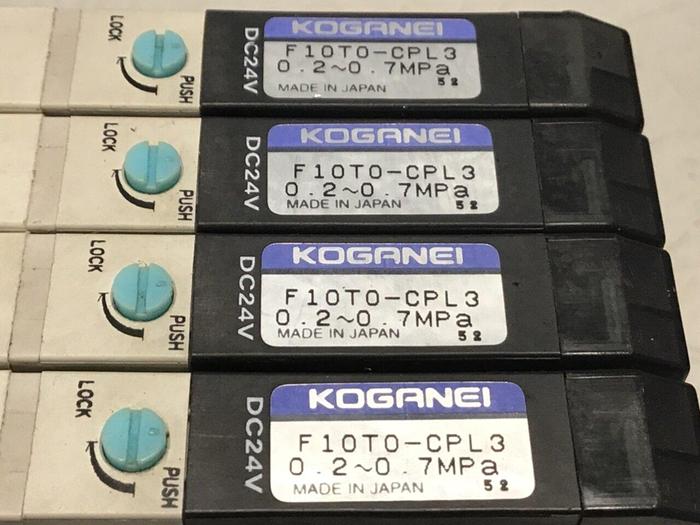 LOCK
PUSH
DC24V
KOGANEI
F10T0-CPL3
0.2~0.7MPa
52
MADE IN JAPAN
LOCK
PUSH
DC24V
KOGANEI
F10T0-CPL3
0.2~0.7MPa
MADE IN JAPAN 52
LOCK
PUSH
DC24V
KOGANEI
F10T0-CPL3
0.2~0.7MPa
MADE IN JAPAN 52
LOCK
PUSH
DC24V
KOGANEI
F10T0-CPL3
0.2~0.7MPa
MADE IN JAPAN 52